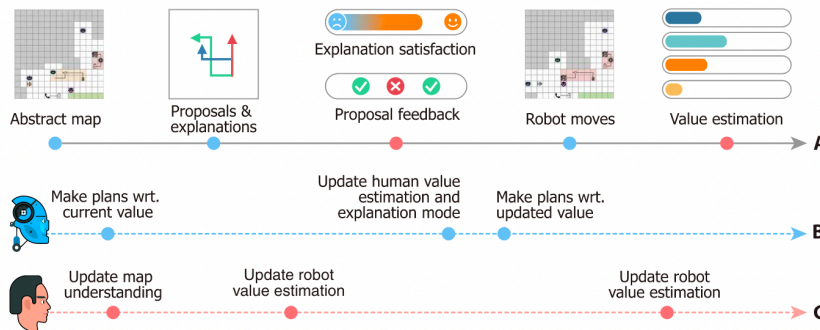 Abstract map
Proposals &
explanations
Explanation satisfaction
Proposal feedback
Robot moves
Value estimation
A
Make plans wrt.
current value
Update human value
estimation and
explanation mode
Make plans wrt.
updated value
B
Update map
understanding
Update robot
value estimation
Update robot
value estimation
C